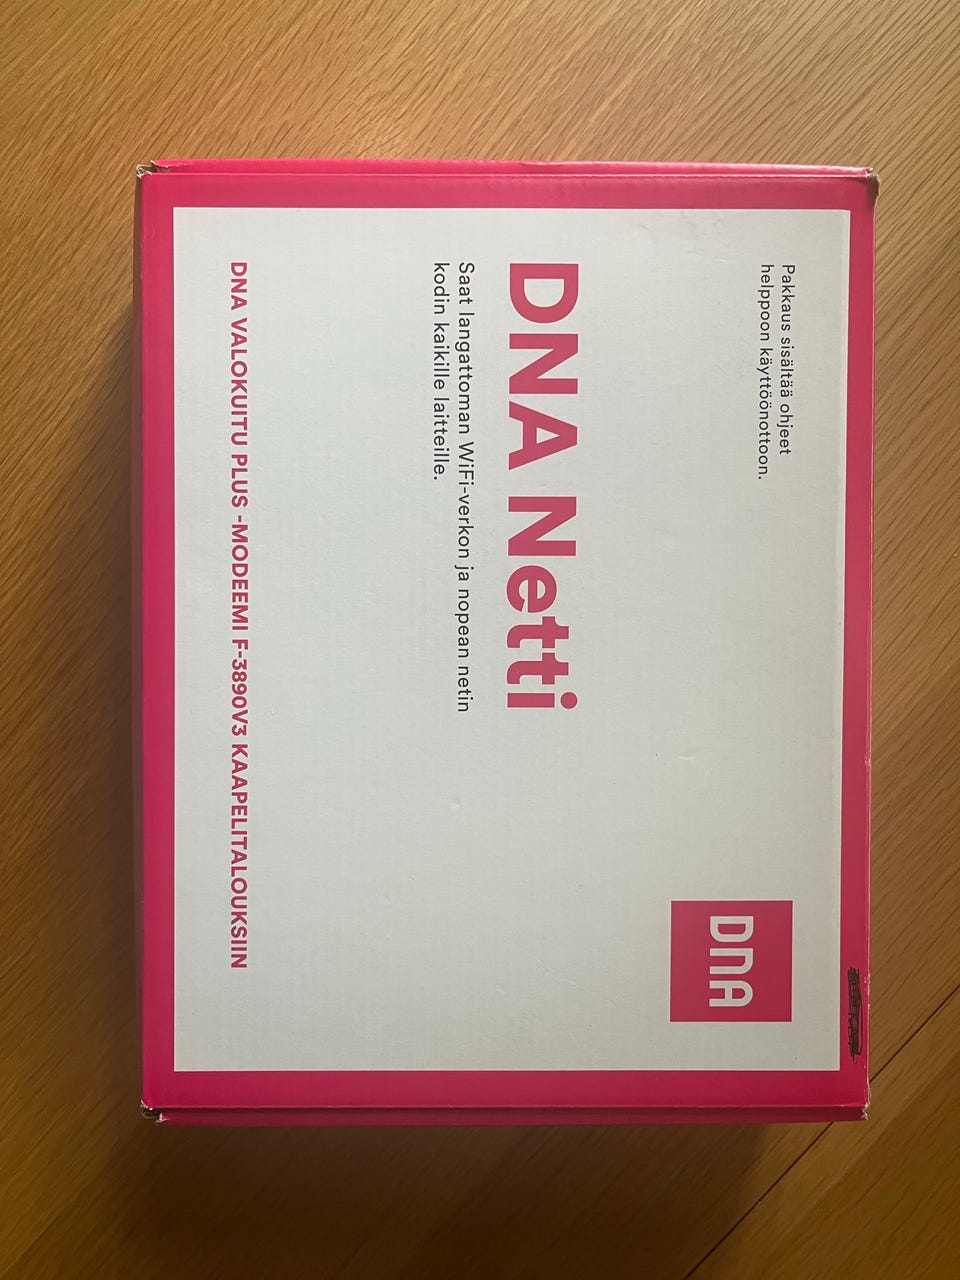 Pakkaus sisältää ohjeet
helppoon käyttöönottoon.
DNA
DNA Netti
Saat langattoman WiFi-verkon ja nopean netin
kodin kaikille laitteille.
DNA VALOKUITU PLUS -MODEEMI F-3890V3 KAAPELITALOUKSIIN